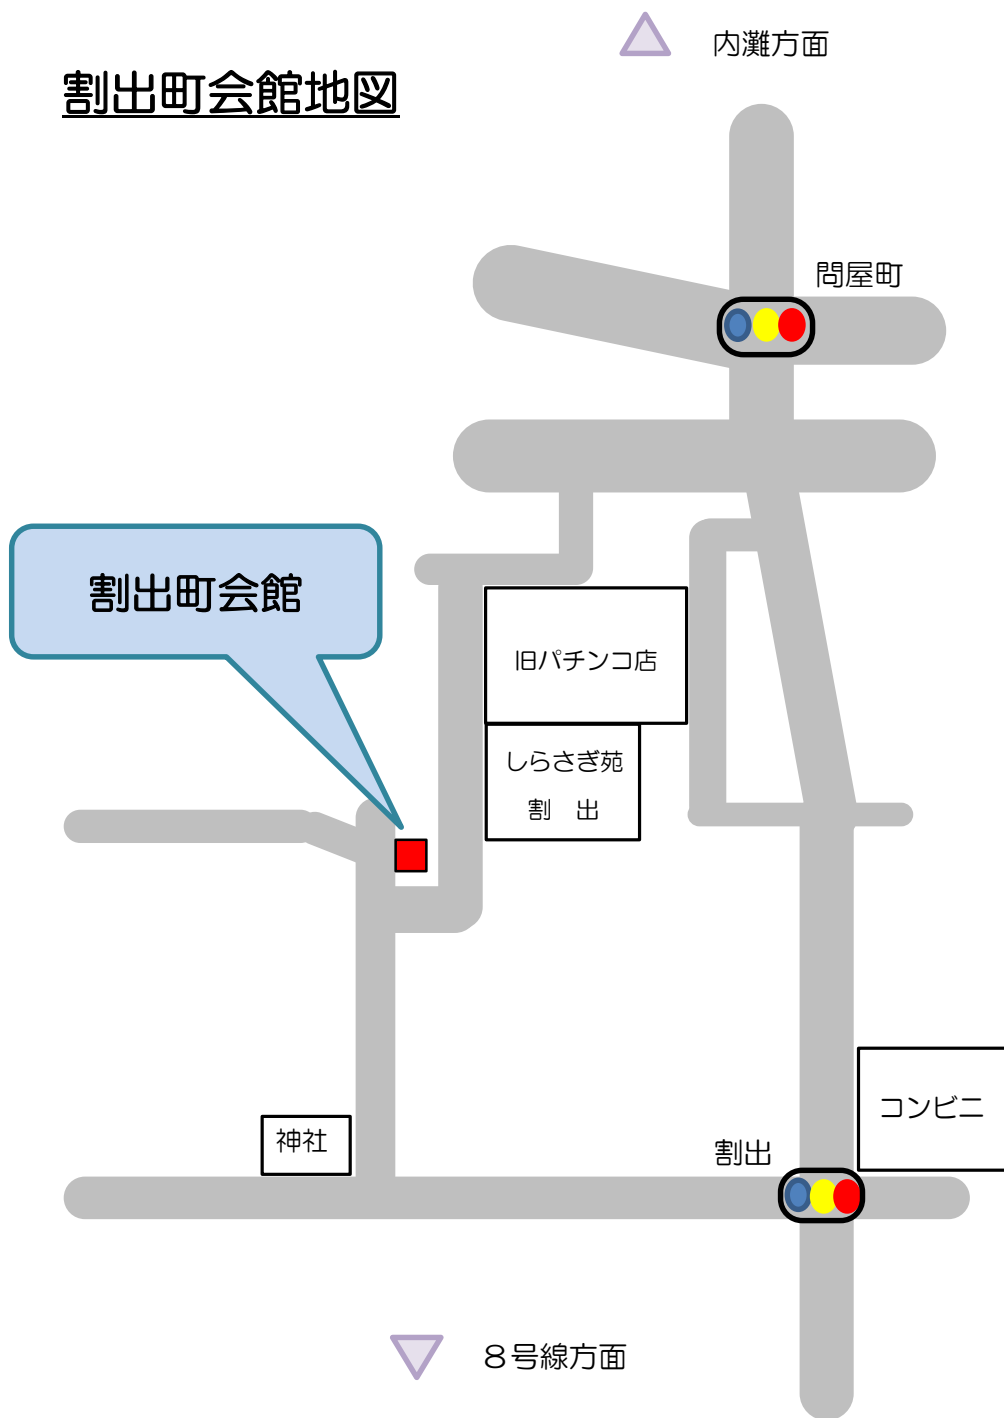 内灘方面
割出町会館地図
問屋町
割出町会館
旧パチンコ店
しらさぎ苑
割　出
コンビニ
神社
割出
８号線方面